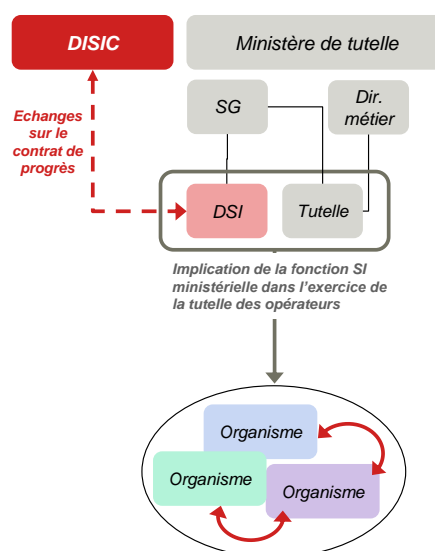 DISIC
Ministère de tutelle
SG
Dir.
métier
Echanges
sur le
contrat de
progrès
DSI
Tutelle
Implication de la fonction SI
ministérielle dans l'exercice de
la tutelle des opérateurs
Organisme
Organisme
Organisme